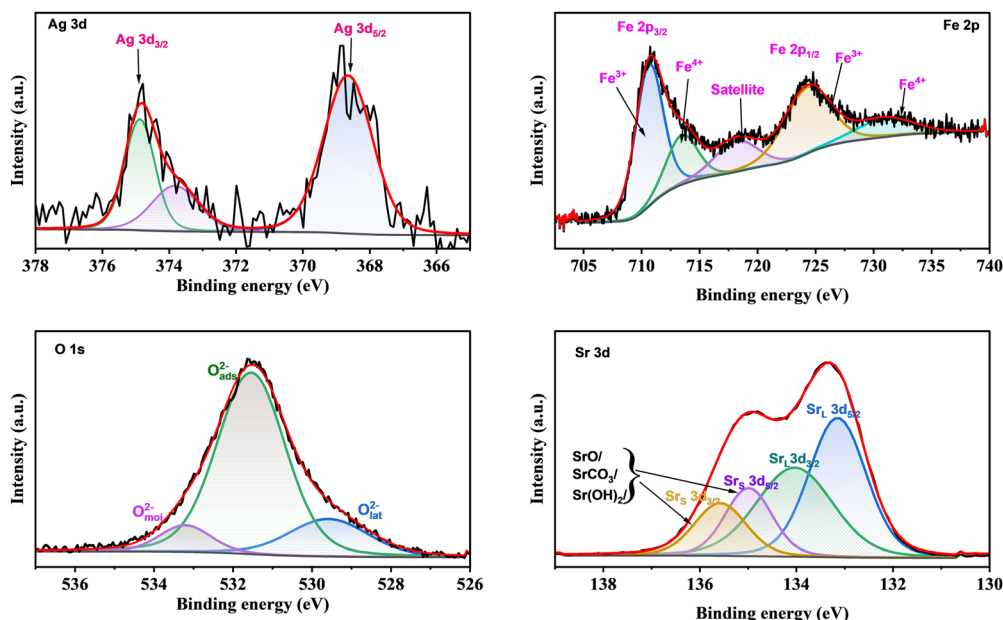 Ag 3d
Ag 3d3/2
Ag 3d5/2
Intensity (a.u.)
378 376 374 372 370 368 366
Binding energy (eV)
Fe 2p
Fe 2p3/2
Fe3+
Fe4+
Satellite
Fe 2p1/2
Fe3+
Fe4+
Intensity (a.u.)
705 710 715 720 725 730 735 740
Binding energy (eV)
O 1s
O2-ads
O2-moi
O2-lat
Intensity (a.u.)
536 534 532 530 528 526
Binding energy (eV)
Sr 3d
SrL 3d5/2
SrL3d3/2
SrS 3d5/2
SrS 3d3/2
SrO/
SrCO3/
Sr(OH)2/
Intensity (a.u.)
138 136 134 132 130
Binding energy (eV)